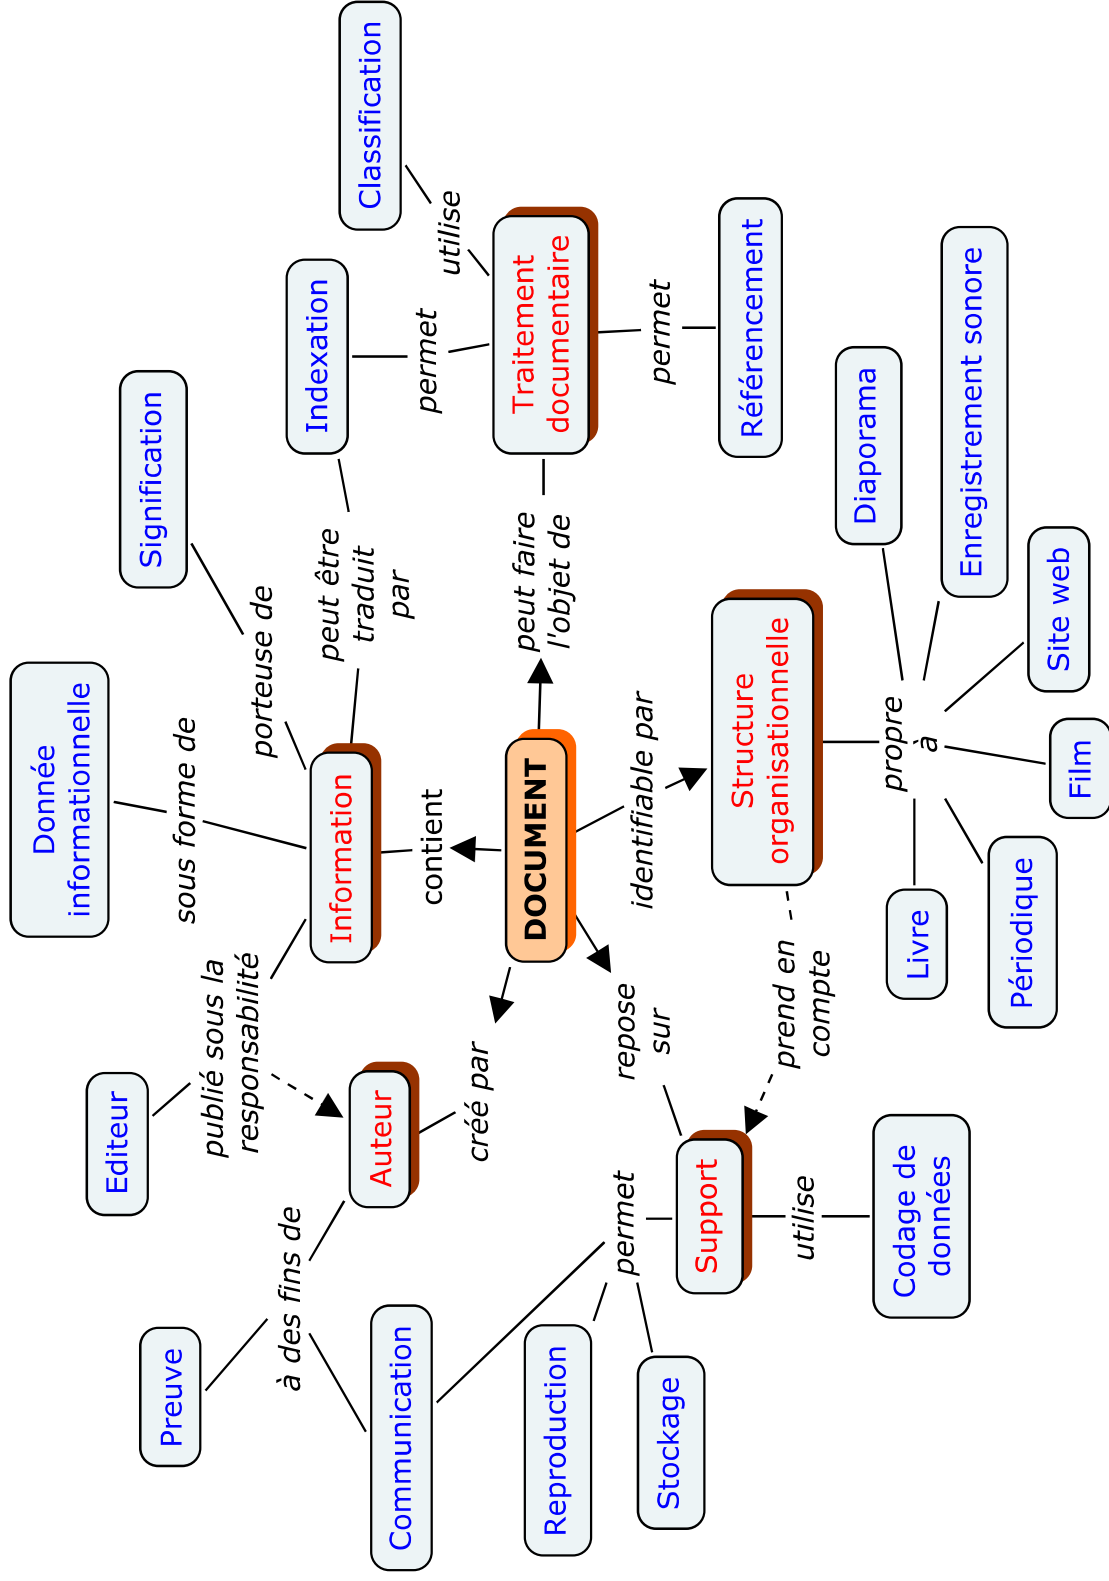 Donnée
informationnelle
Signification
Editeur
Preuve
sous forme de
porteuse de
publié sous la
responsabilité
à des fins de
Indexation
Classification
peut être
traduit
par
Information
Auteur
Communication
permet
utilise
contient
créé par
Traitement
documentaire
peut faire
l'objet de
DOCUMENT
Reproduction
permet
repose
sur
identifiable par
permet
Stockage
Support
Structure
organisationnelle
Référencement
prend en
compte
utilise
Codage de
données
propre
à
Diaporama
Livre
Enregistrement sonore
Périodique
Site web
Film